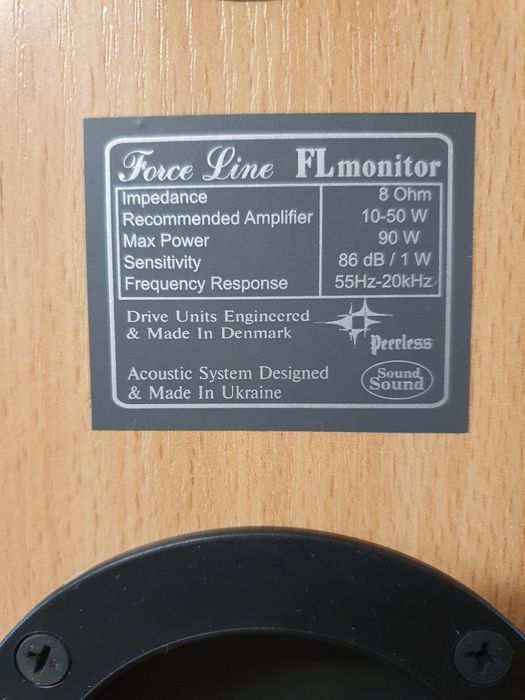 Force Line FLmonitor
Impedance 8 Ohm
Recommended Amplifier 10-50 W
Max Power 90 W
Sensitivity 86 dB / 1 W
Frequency Response 55Hz-20kHz
Drive Units Engineered
& Made In Denmark
Peerless
Acoustic System Designed
& Made In Ukraine
Sound
Sound